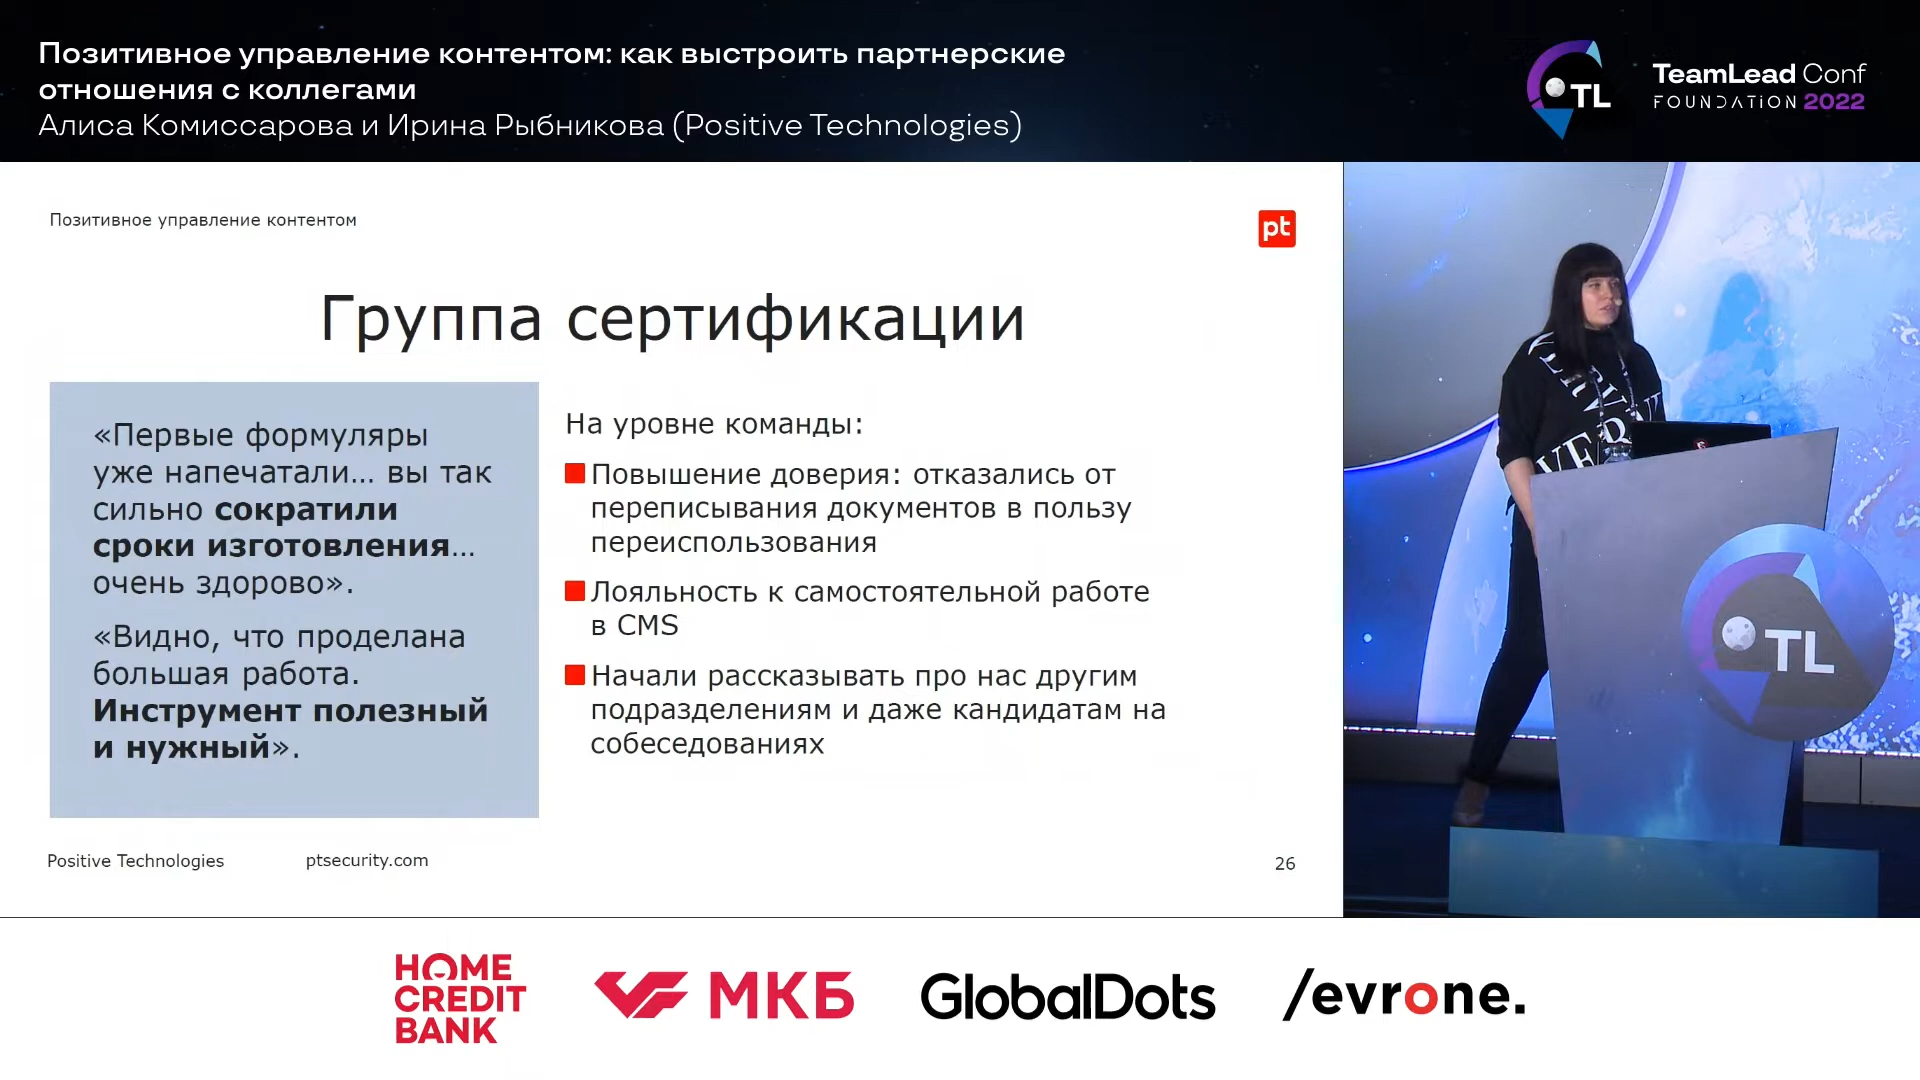 Позитивное управление контентом: как выстроить партнерские
отношения с коллегами
Алиса Комиссарова и Ирина Рыбникова (Positive Technologies)
TL
TeamLead Conf
FOUNDATION 2022
Позитивное управление контентом
pt
Группа сертификации
«Первые формуляры
уже напечатали... вы так
сильно сократили
сроки изготовления...
очень здорово».
«Видно, что проделана
большая работа.
Инструмент полезный
и нужный».
На уровне команды:
Повышение доверия: отказались от
переписывания документов в пользу
переиспользования
Лояльность к самостоятельной работе
в CMS
Начали рассказывать про нас другим
подразделениям и даже кандидатам на
собеседованиях
Positive Technologies
ptsecurity.com
26
TL
HOME
CREDIT
BANK
МКБ
GlobalDots
/evrone.